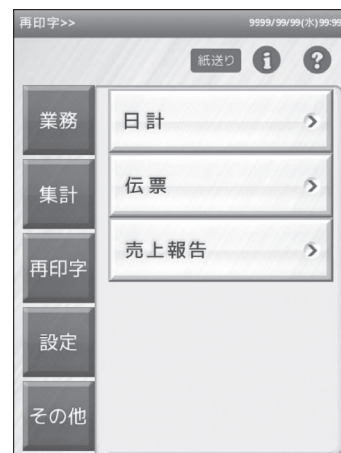 再印字>> 9999/99/99(水)99:99
紙送り i ?
業務
集計
再印字
設定
その他
日計 >
伝票 >
売上報告 >